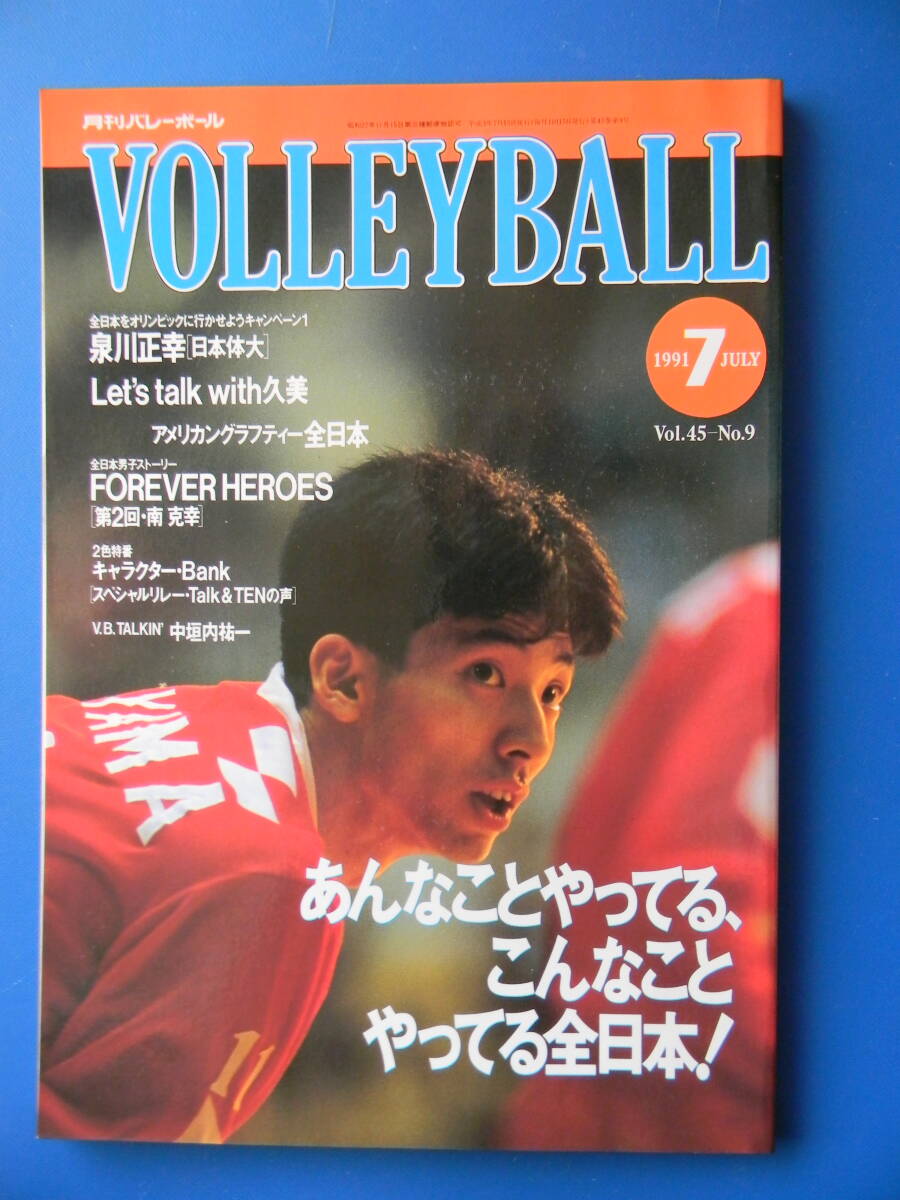 月刊バレーボール
VOLLEYBALL
全日本をオリンピックに行かせようキャンペーン1
泉川正幸[日本体大]
Let's talk with久美
アメリカングラフティー全日本
全日本男子ストーリー
FOREVER HEROES
[第2回・南 克幸]
2色特番
キャラクター・Bank
[スペシャルリレー・Talk&TENの声]
V.B.TALKIN' 中垣内祐一
1991 7 JULY
Vol.45-No.9
YAMA
11
あんなことやってる、
こんなこと
やってる全日本!